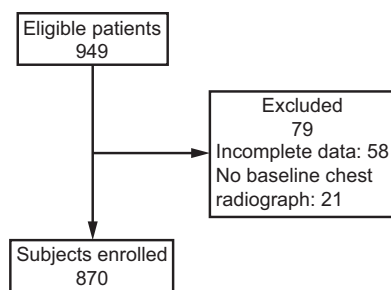 Eligible patients
949
Excluded
79
Incomplete data: 58
No baseline chest
radiograph: 21
Subjects enrolled
870